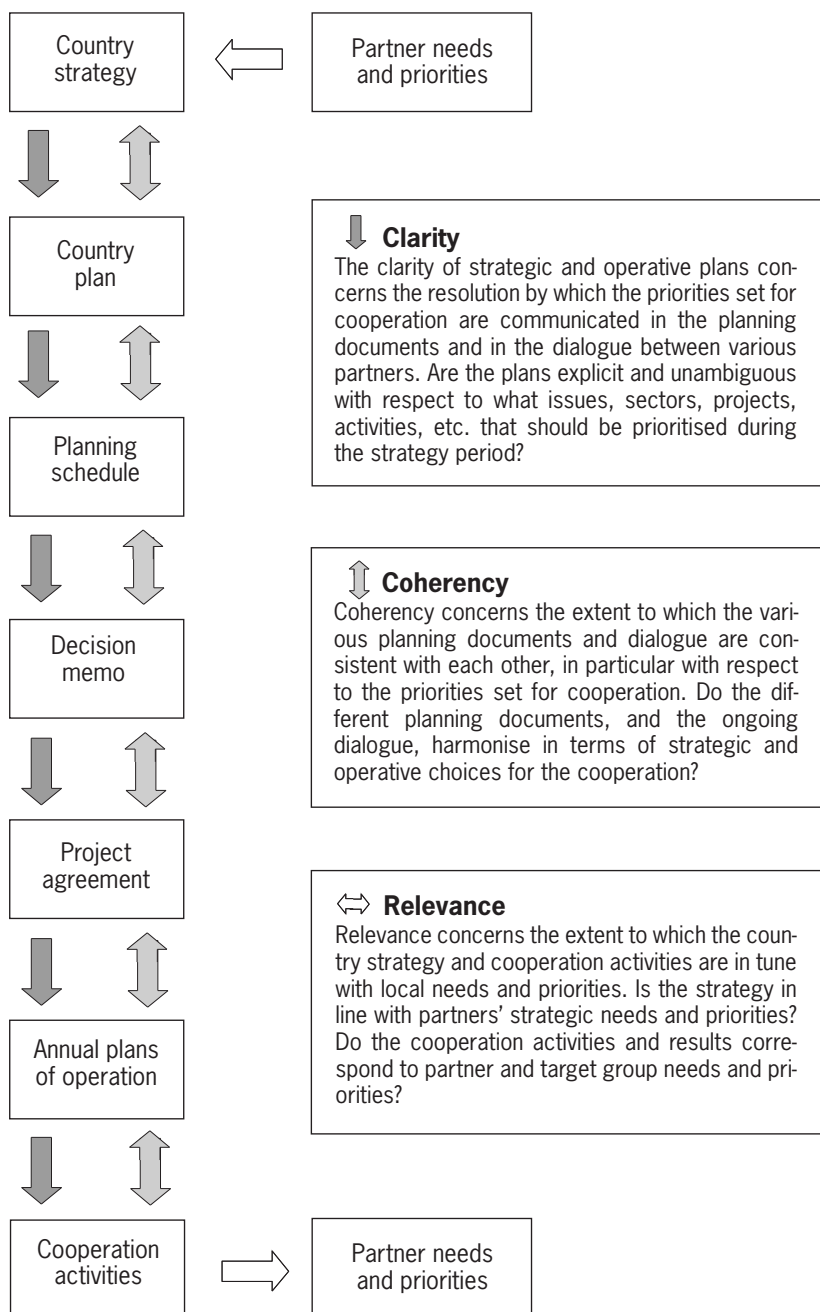 Country
strategy
Partner needs
and priorities
Country
plan
Clarity
The clarity of strategic and operative plans con-
cerns the resolution by which the priorities set for
cooperation are communicated in the planning
documents and in the dialogue between various
partners. Are the plans explicit and unambiguous
with respect to what issues, sectors, projects,
activities, etc. that should be prioritised during
the strategy period?
Planning
schedule
Decision
memo
Coherency
Coherency concerns the extent to which the vari-
ous planning documents and dialogue are con-
sistent with each other, in particular with respect
to the priorities set for cooperation. Do the dif-
ferent planning documents, and the ongoing
dialogue, harmonise in terms of strategic and
operative choices for the cooperation?
Project
agreement
Relevance
Relevance concerns the extent to which the coun-
try strategy and cooperation activities are in tune
with local needs and priorities. Is the strategy in
line with partners’ strategic needs and priorities?
Do the cooperation activities and results corre-
spond to partner and target group needs and pri-
orities?
Annual plans
of operation
Cooperation
activities
Partner needs
and priorities